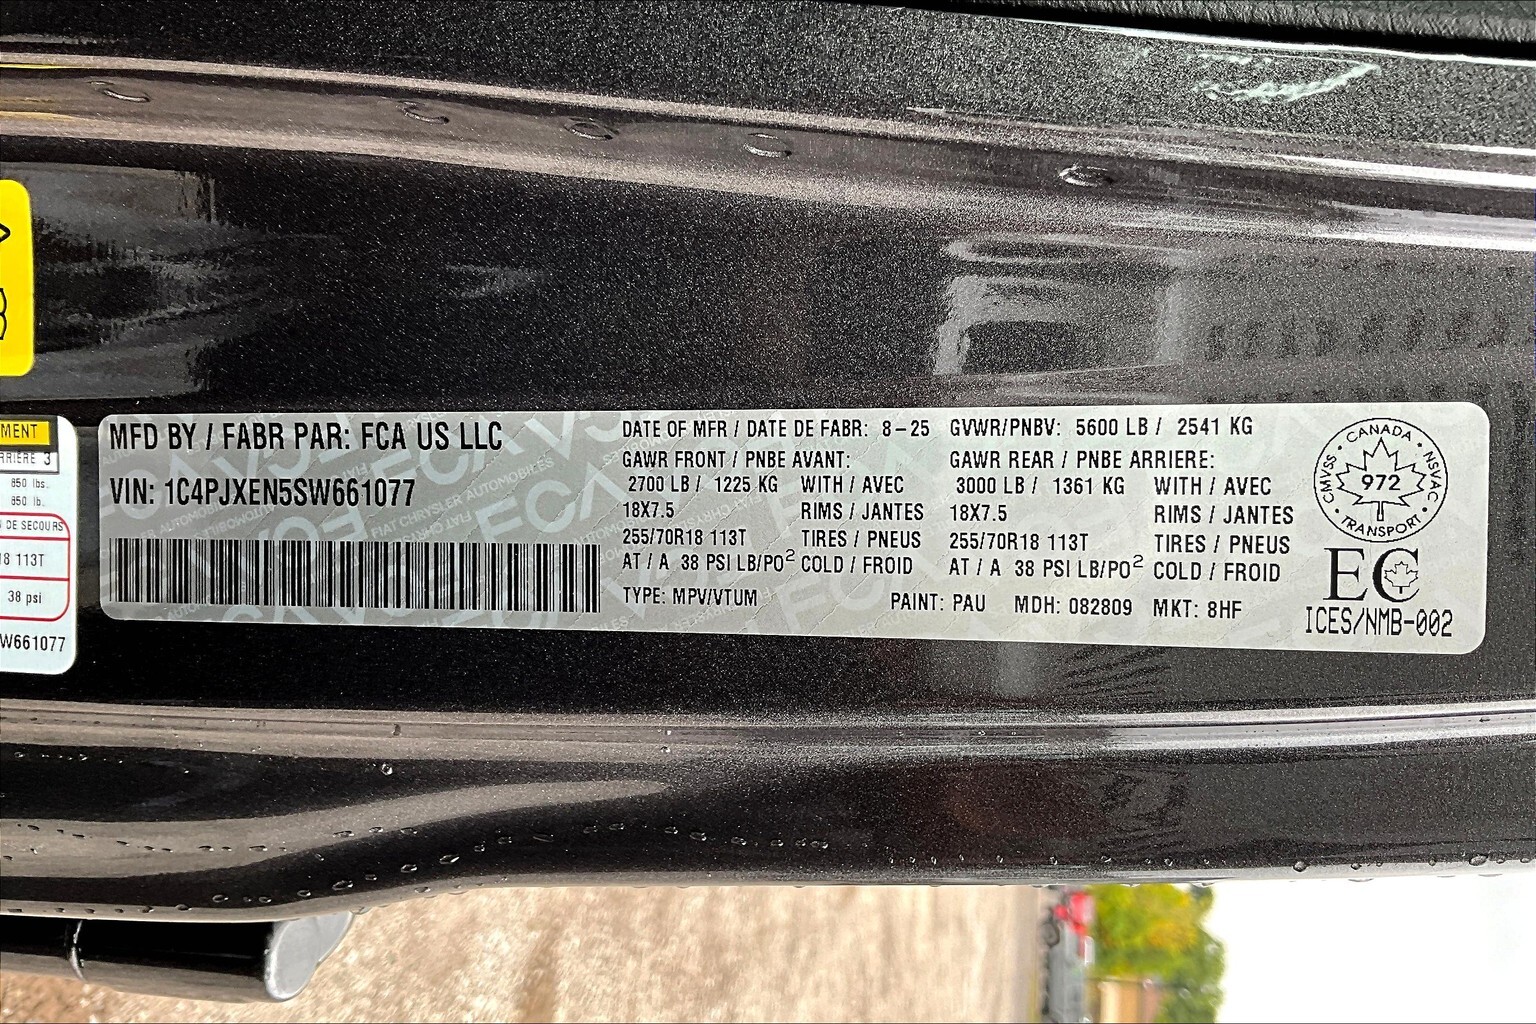 MENT
RRIERE 3
850 lbs.
850 lb.
DE SECOURS
18 113T
38 psi
W661077
MFD BY / FABR PAR: FCA US LLC
VIN: 1C4PJXEN5SW661077
DATE OF MFR / DATE DE FABR: 8-25 GVWR/PNBV: 5600 LB / 2541 KG
GAWR FRONT / PNBE AVANT: GAWR REAR / PNBE ARRIERE:
2700 LB / 1225 KG WITH / AVEC 3000 LB / 1361 KG WITH / AVEC
18X7.5 RIMS / JANTES 18X7.5 RIMS / JANTES
255/70R18 113T TIRES / PNEUS 255/70R18 113T TIRES / PNEUS
AT / A 38 PSI LB/PO² COLD / FROID AT / A 38 PSI LB/PO² COLD / FROID
TYPE: MPV/VTUM PAINT: PAU MDH: 082809 MKT: 8HF
CANADA
CMVSS 972 NSVAC
TRANSPORT
EC
ICES/NMB-002